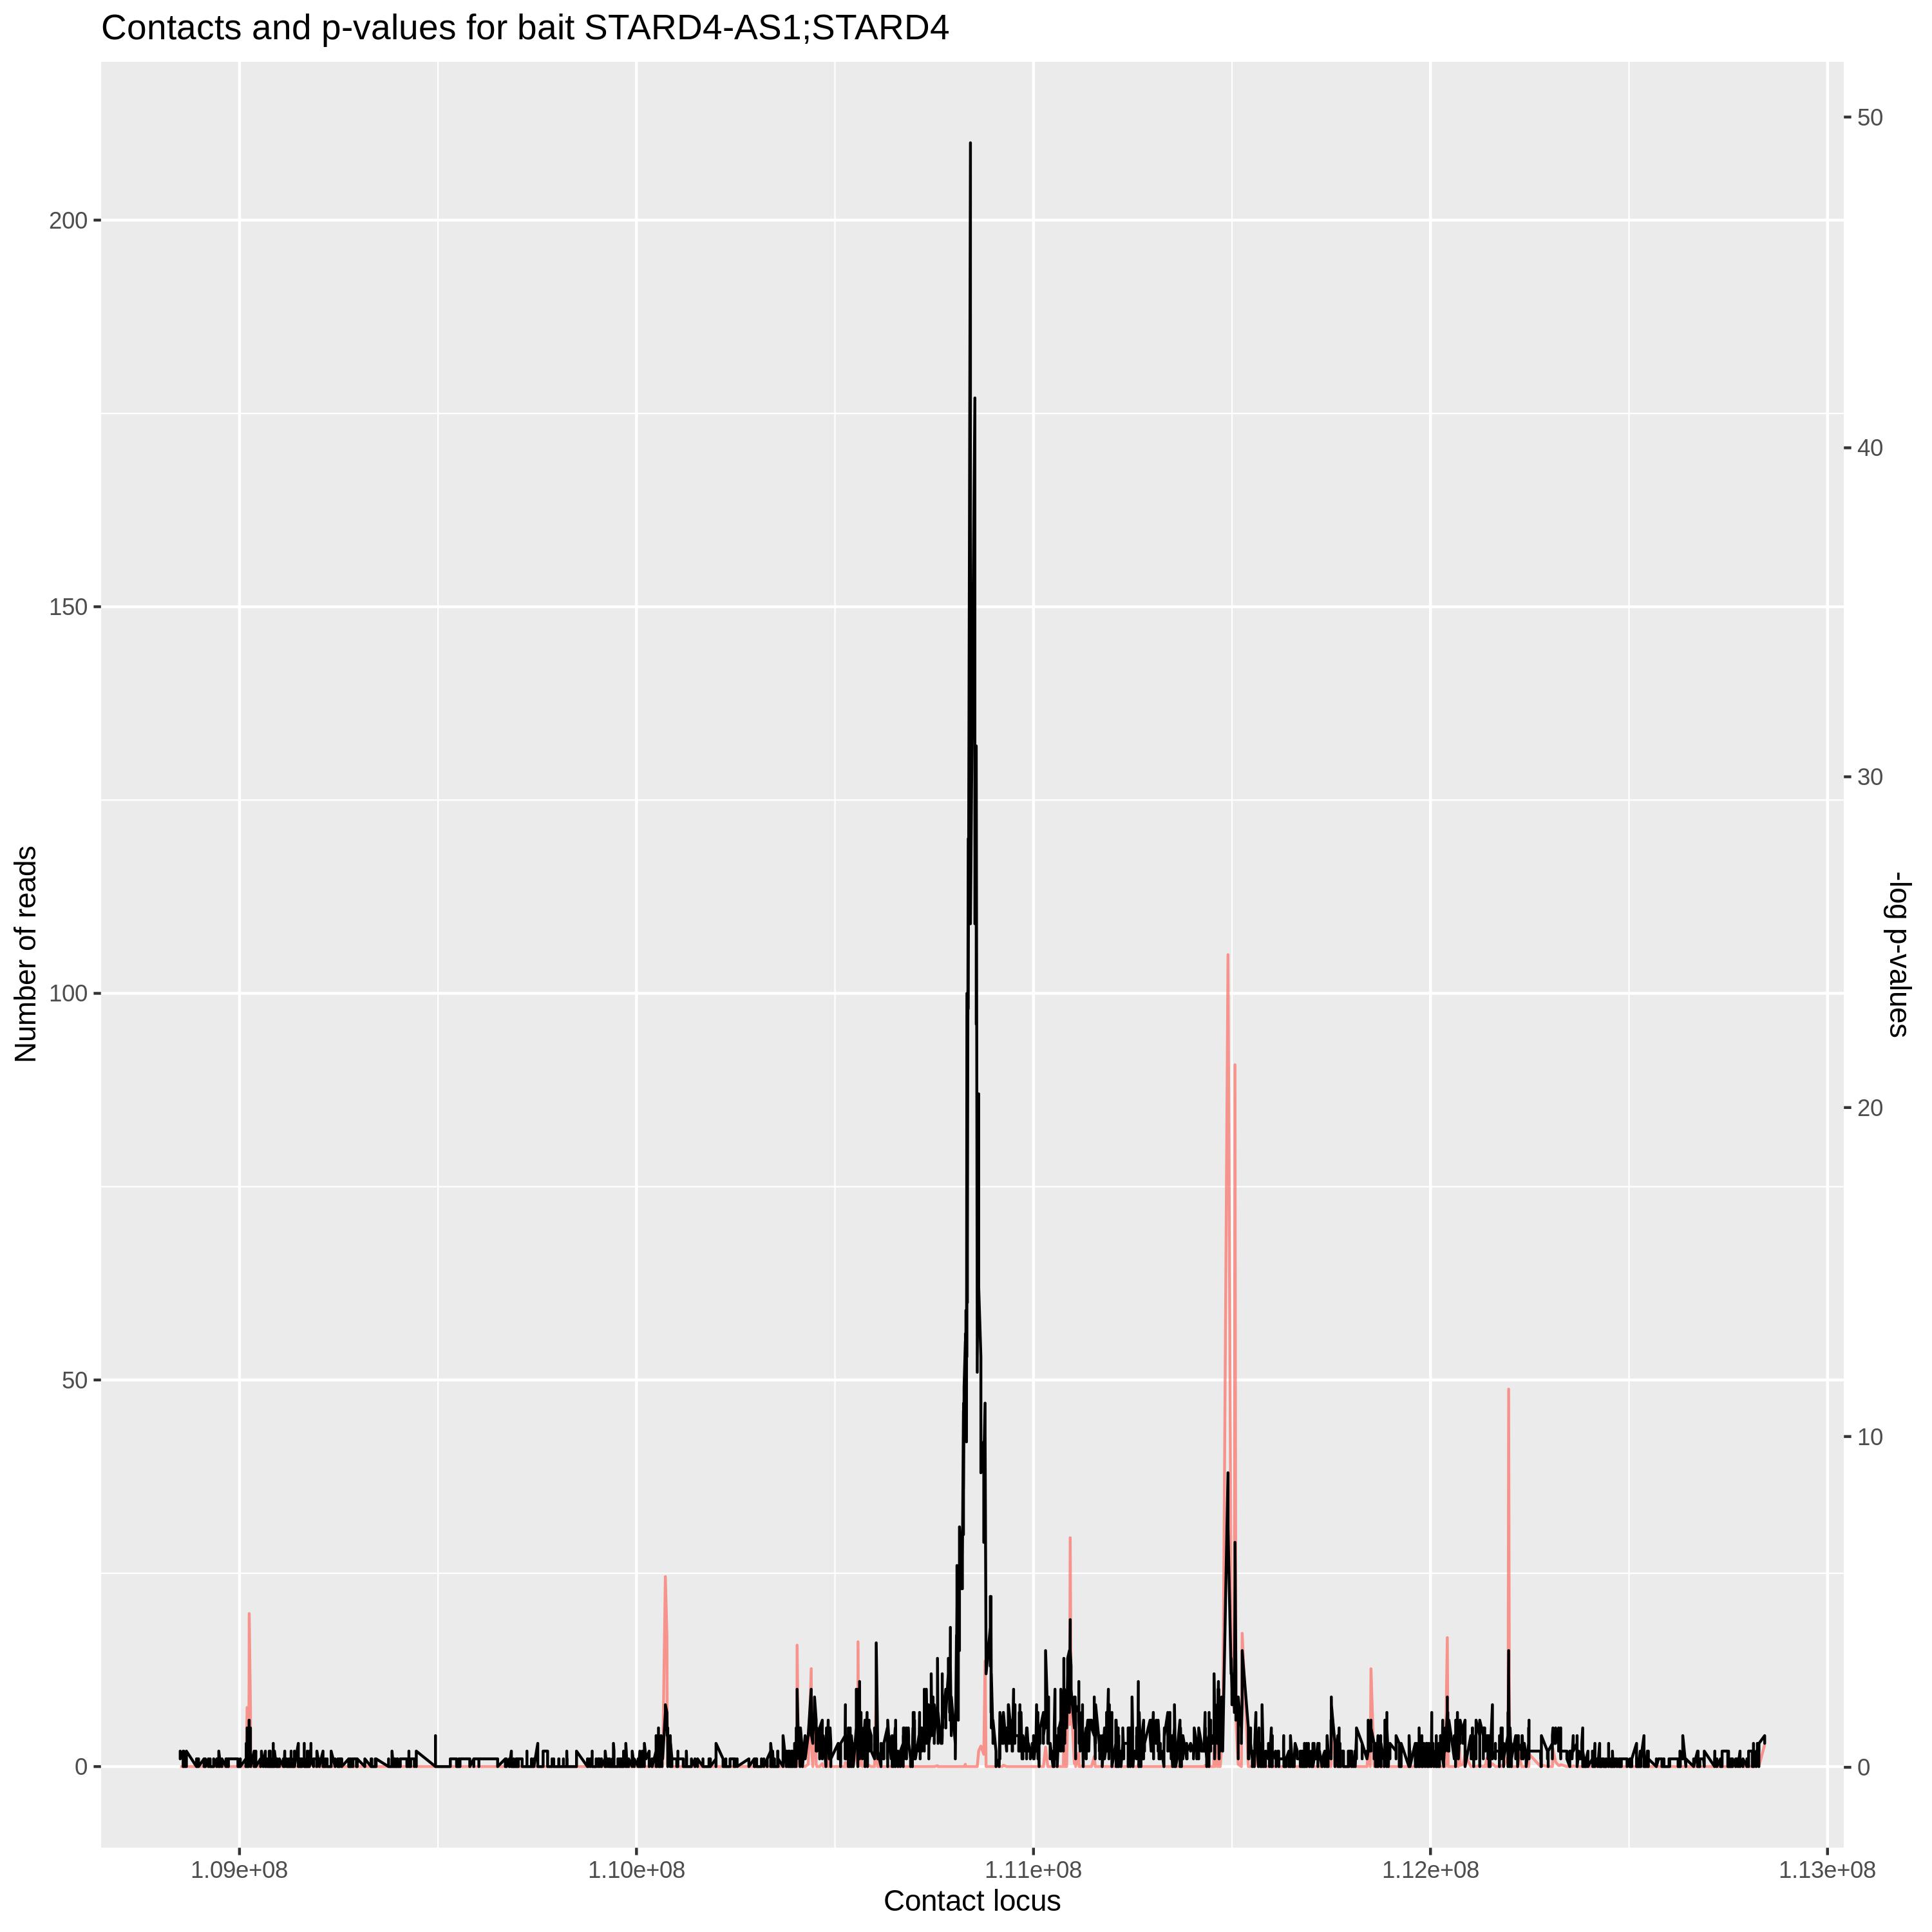 Contacts and p-values for bait STARD4-AS1;STARD4
200
150
100
50
0
Number of reads
50
40
30
20
10
0
-log p-values
1.09e+08
1.10e+08
1.11e+08
1.12e+08
1.13e+08
Contact locus